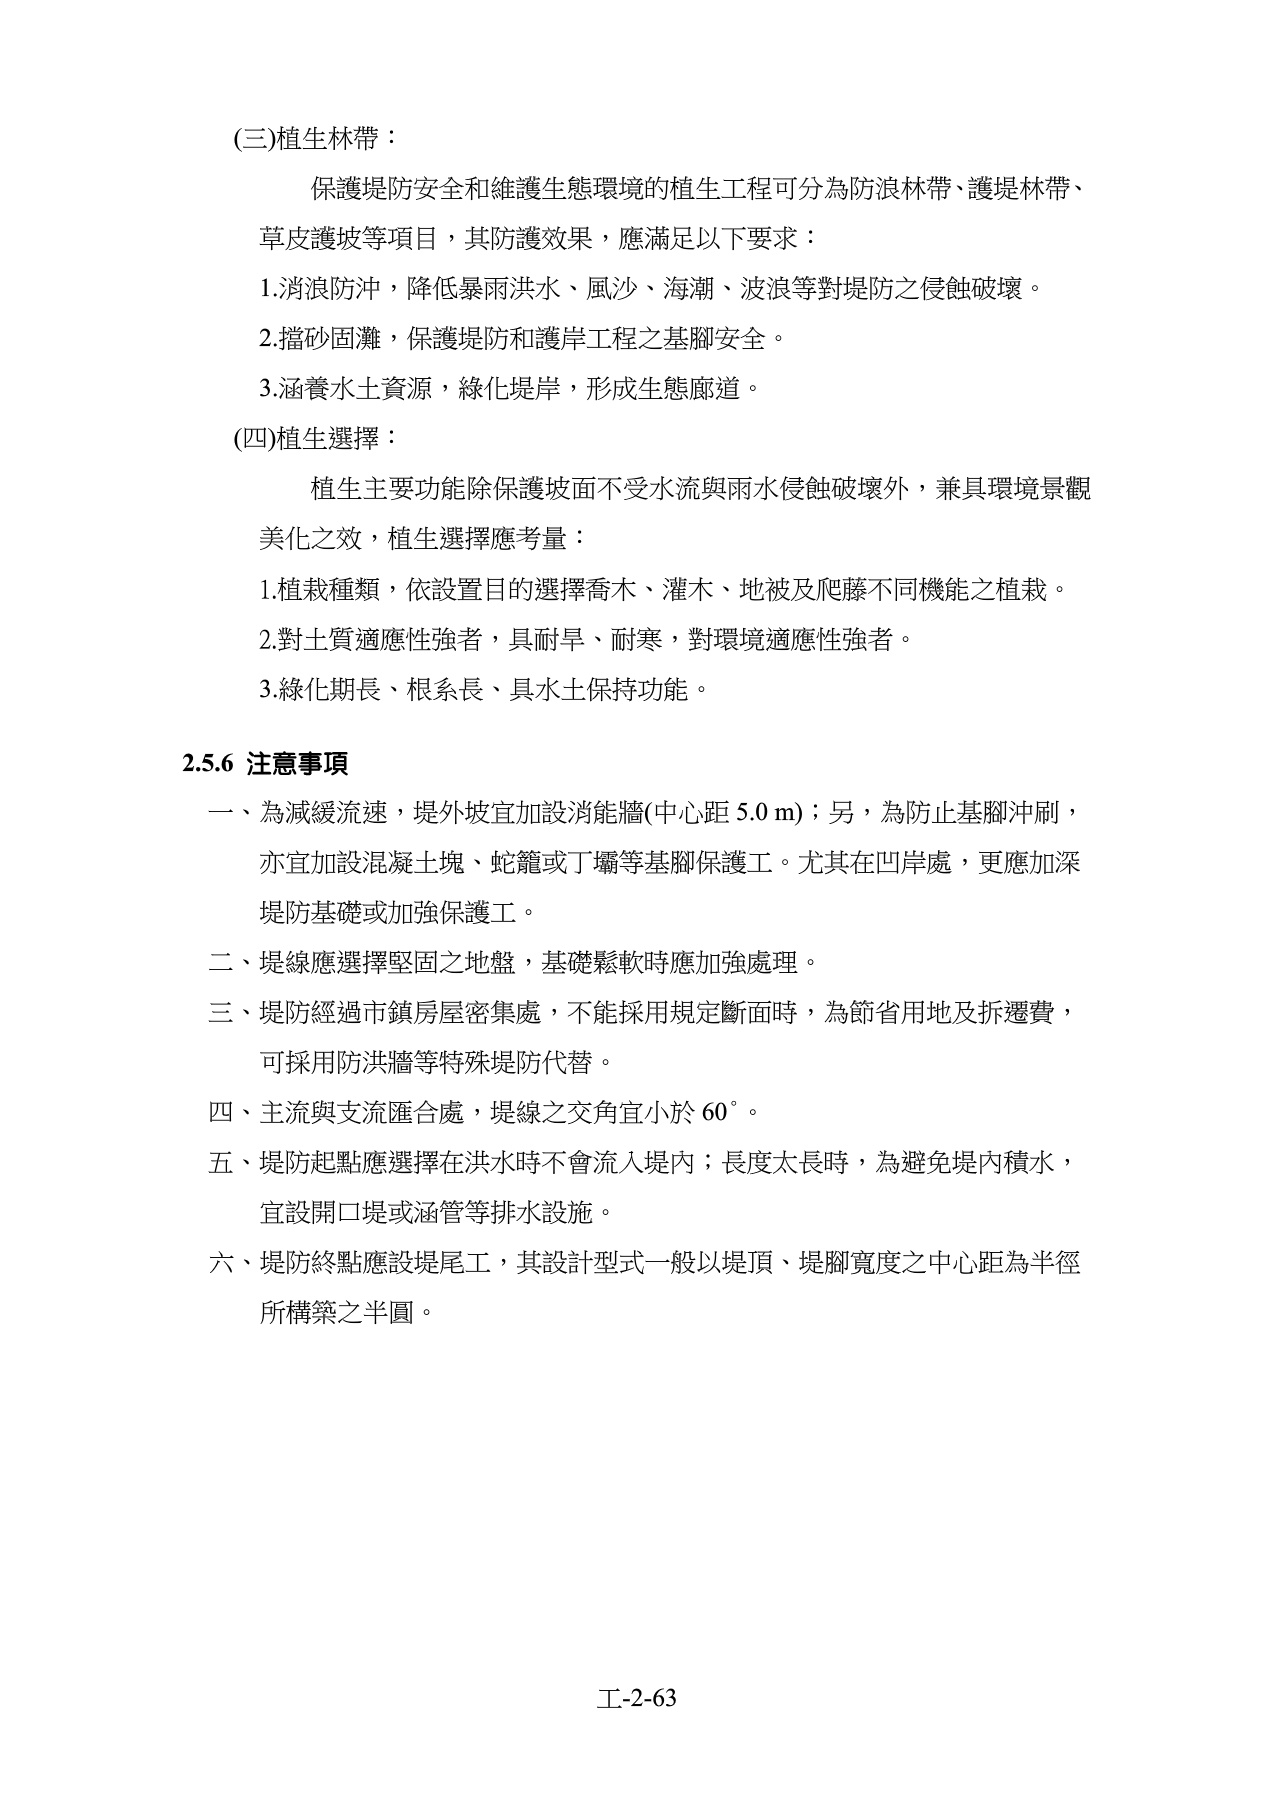 (三)植生林帶：
保護堤防安全和維護生態環境的植生工程可分為防浪林帶、護堤林帶、
草皮護坡等項目，其防護效果，應滿足以下要求：
1.消浪防沖，降低暴雨洪水、風沙、海潮、波浪等對堤防之侵蝕破壞。
2.擋砂固灘，保護堤防和護岸工程之基腳安全。
3.涵養水土資源，綠化堤岸，形成生態廊道。
(四)植生選擇：
植生主要功能除保護坡面不受水流與雨水侵蝕破壞外，兼具環境景觀
美化之效，植生選擇應考量：
1.植栽種類，依設置目的選擇喬木、灌木、地被及爬藤不同機能之植栽。
2.對土質適應性強者，具耐旱、耐寒，對環境適應性強者。
3.綠化期長、根系長、具水土保持功能。
2.5.6 注意事項
一、為減緩流速，堤外坡宜加設消能牆(中心距 5.0 m)；另，為防止基腳沖刷，
亦宜加設混凝土塊、蛇籠或丁壩等基腳保護工。尤其在凹岸處，更應加深
堤防基礎或加強保護工。
二、堤線應選擇堅固之地盤，基礎鬆軟時應加強處理。
三、堤防經過市鎮房屋密集處，不能採用規定斷面時，為節省用地及拆遷費，
可採用防洪牆等特殊堤防代替。
四、主流與支流匯合處，堤線之交角宜小於 60°。
五、堤防起點應選擇在洪水時不會流入堤內；長度太長時，為避免堤內積水，
宜設開口堤或涵管等排水設施。
六、堤防終點應設堤尾工，其設計型式一般以堤頂、堤腳寬度之中心距為半徑
所構築之半圓。
工-2-63